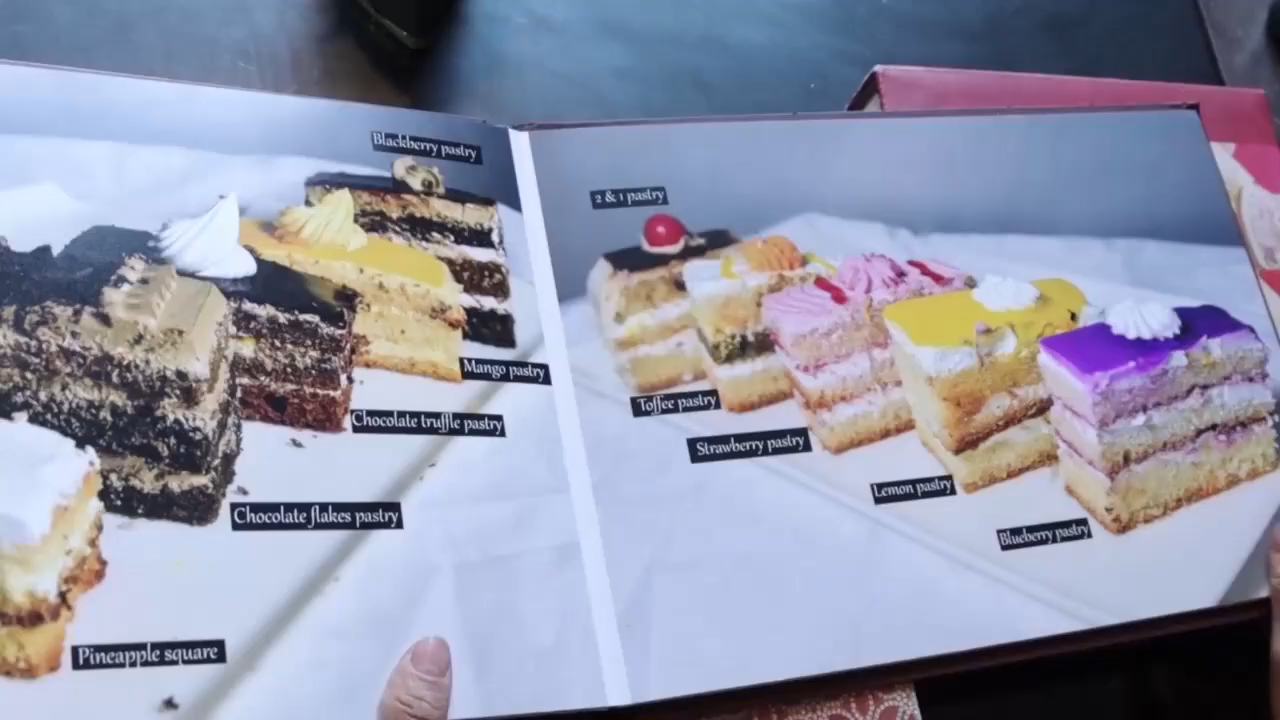 Blackberry pastry
Mango pastry
Chocolate truffle pastry
Chocolate flakes pastry
Pineapple square
2 & 1 pastry
Toffee pastry
Strawberry pastry
Lemon pastry
Blueberry pastry